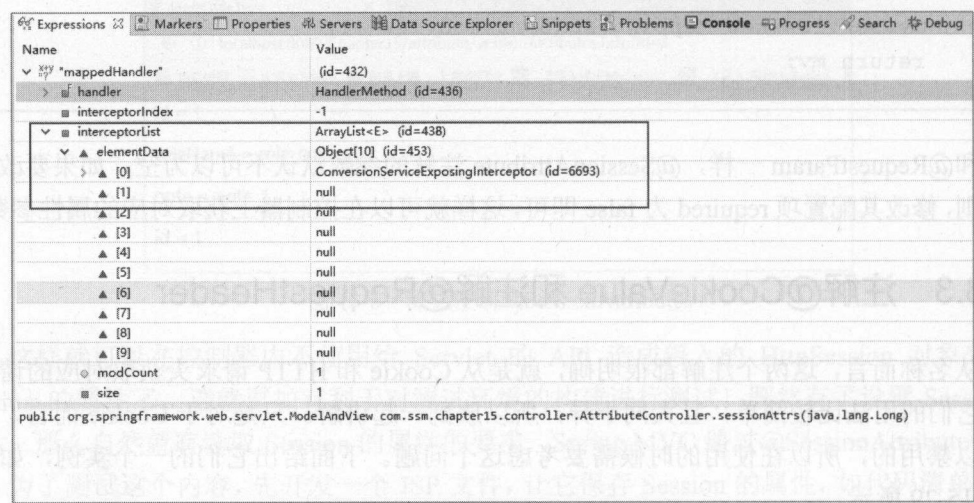 Expressions Markers Properties Servers Data Source Explorer Snippets Problems Console Progress Search Debug
Name Value
"mappedHandler" (id=432)
handler HandlerMethod (id=436)
interceptorIndex -1
interceptorList ArrayList<E> (id=438)
elementData Object[10] (id=453)
[0] ConversionServiceExposingInterceptor (id=6693)
[1] null
[2] null
[3] null
[4] null
[5] null
[6] null
[7] null
[8] null
[9] null
modCount 1
size 1
public org.springframework.web.servlet.ModelAndView com.ssm.chapter15.controller.AttributeController.sessionAttrs(java.lang.Long)